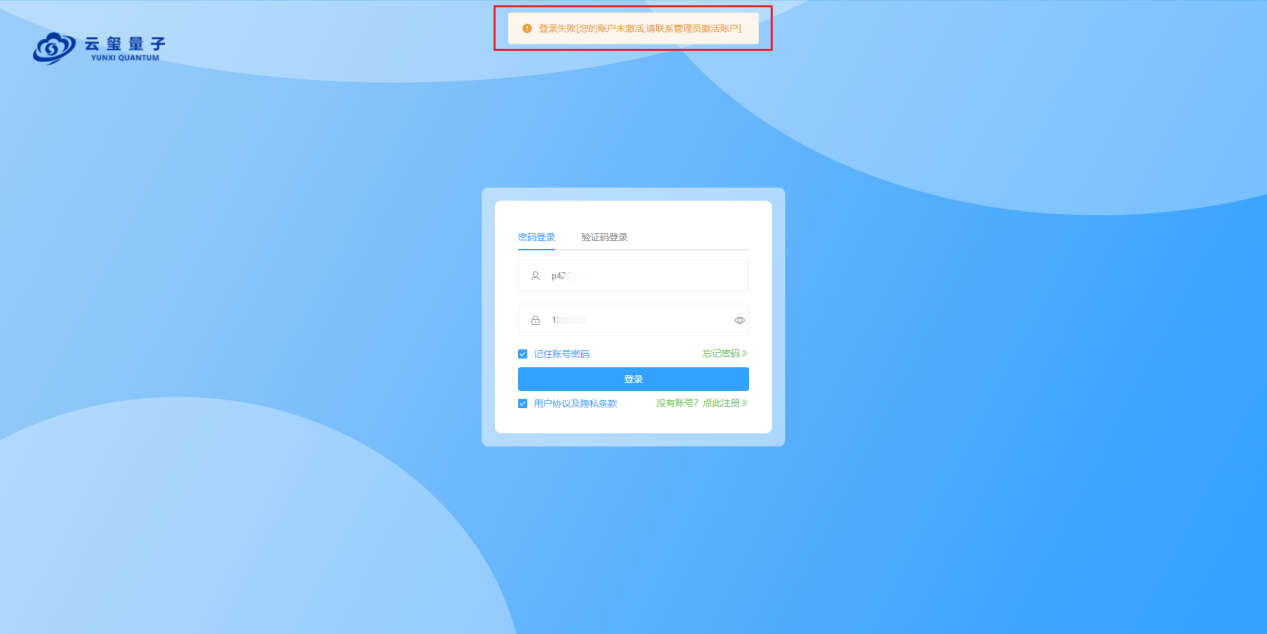 登录失败[您的账户未激活,请联系管理员激活账户]
云玺量子
YUNXI QUANTUM
密码登录 验证码登录
p42
记住账号密码 忘记密码»
登录
用户协议及隐私条款 没有账号？点此注册»